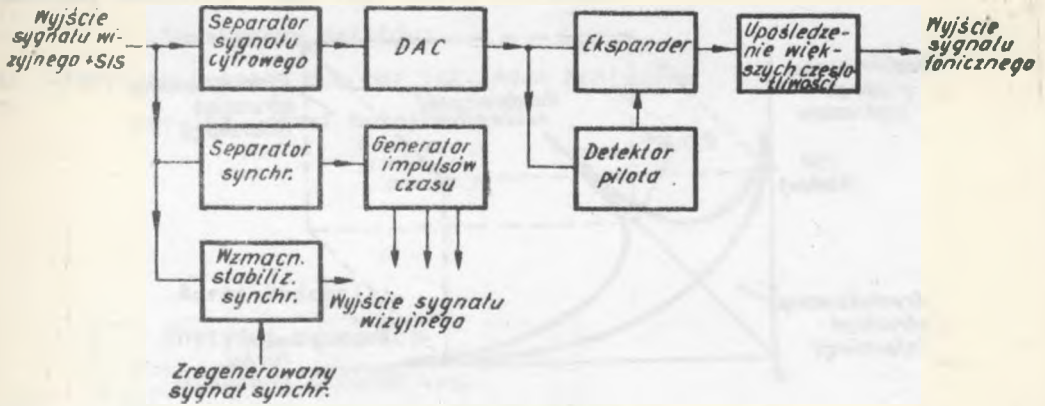 Wyjście
sygnału wi-
zyjnego +SIS
Separator
sygnału
cyfrowego
DAC
Ekspander
Upośledze-
nie więk-
szych często-
tliwości
Wyjście
sygnału
fonicznego
Separator
synchr.
Generator
impulsów
czasu
Detektor
pilota
Wzmacn.
stabiliz.
synchr.
Wyjście sygnału
wizyjnego
Zregenerowany
sygnał synchr.